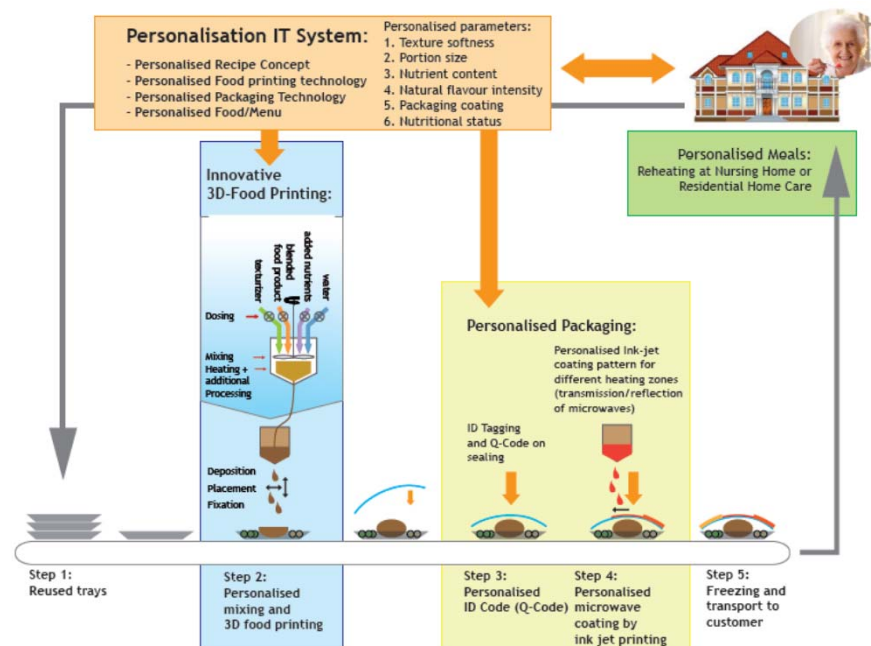 Personalisation IT System:
- Personalised Recipe Concept
- Personalised Food printing technology
- Personalised Packaging Technology
- Personalised Food/Menu
Personalised parameters:
1. Texture softness
2. Portion size
3. Nutrient content
4. Natural flavour intensity
5. Packaging coating
6. Nutritional status
Personalised Meals:
Reheating at Nursing Home or
Residential Home Care
Innovative
3D-Food Printing:
texturizer
blended
food product
added nutrients
water
Dosing
Mixing
Heating +
additional
Processing
Deposition
Placement
Fixation
Personalised Packaging:
Personalised Ink-jet
coating pattern for
different heating zones
(transmission/reflection
of microwaves)
ID Tagging
and Q-Code on
sealing
Step 1:
Reused trays
Step 2:
Personalised
mixing and
3D food printing
Step 3:
Personalised
ID Code (Q-Code)
Step 4:
Personalised
microwave
coating by
ink jet printing
Step 5:
Freezing and
transport to
customer